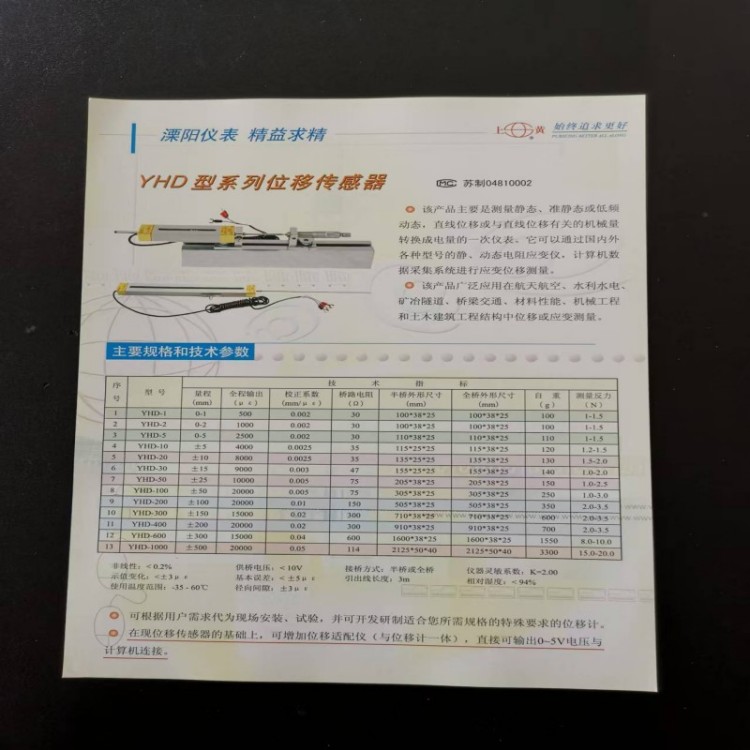 溧阳仪表 精益求精
上 黄 始终追求更好
YHD 型系列位移传感器
MC 苏制04810002
该产品主要是测量静态、准静态或低频
动态，直线位移或与直线位移有关的机械量
转换成电量的一次仪表。它可以通过国内外
各种型号的静、动态电阻应变仪，计算机数
据采集系统进行应变位移测量。
该产品广泛应用在航天航空、水利水电、
矿冶隧道、桥梁交通、材料性能、机械工程
和土木建筑工程结构中位移或应变测量。
主要规格和技术参数
序号 型号 技术指标
量程(mm) 全程输出(με) 校正系数(mm/με) 桥路电阻(Ω) 半桥外形尺寸(mm) 全桥外形尺寸(mm) 自重(g) 测量反力(N)
1 YHD-1 0-1 500 0.002 30 100*38*25 100*38*25 100 1-1.5
2 YHD-2 0-2 1000 0.002 30 100*38*25 100*38*25 100 1-1.5
3 YHD-5 0-5 2500 0.002 30 110*38*25 110*38*25 110 1-1.5
4 YHD-10 ±5 4000 0.0025 35 115*25*25 115*38*25 120 1.2-1.5
5 YHD-20 ±10 8000 0.0025 35 135*25*25 135*38*25 130 1.5-2.0
6 YHD-30 ±15 9000 0.003 47 155*25*25 155*38*25 140 1.0-2.0
7 YHD-50 ±25 10000 0.005 75 205*38*25 205*38*25 150 1.0-2.5
8 YHD-100 ±50 20000 0.005 75 305*38*25 305*38*25 250 1.0-3.0
9 YHD-200 ±100 20000 0.01 150 505*38*25 505*38*25 350 2.0-3.5
10 YHD-300 ±150 15000 0.02 300 710*38*25 710*38*25 600 2.0-3.5
11 YHD-400 ±200 20000 0.02 300 910*38*25 910*38*25 700 2.0-3.5
12 YHD-600 ±300 15000 0.04 600 1600*38*25 1600*38*25 1550 8.0-10.0
13 YHD-1000 ±500 20000 0.05 114 2125*50*40 2125*50*40 3300 15.0-20.0
非线性：＜0.2% 供桥电压：＜10V 接桥方式：半桥或全桥 仪器灵敏系数：K=2.00
示值变化：＜±3με 基本误差：＜±5με 引出线长度：3m 相对湿度：＜94%
使用温度范围：-35 - 60℃ 径向间隙：±3με
可根据用户需求代为现场安装、试验，并可开发研制适合您所需规格的特殊要求的位移计。
在现位移传感器的基础上，可增加位移适配仪（与位移计一体），直接可输出0~5V电压与
计算机连接。